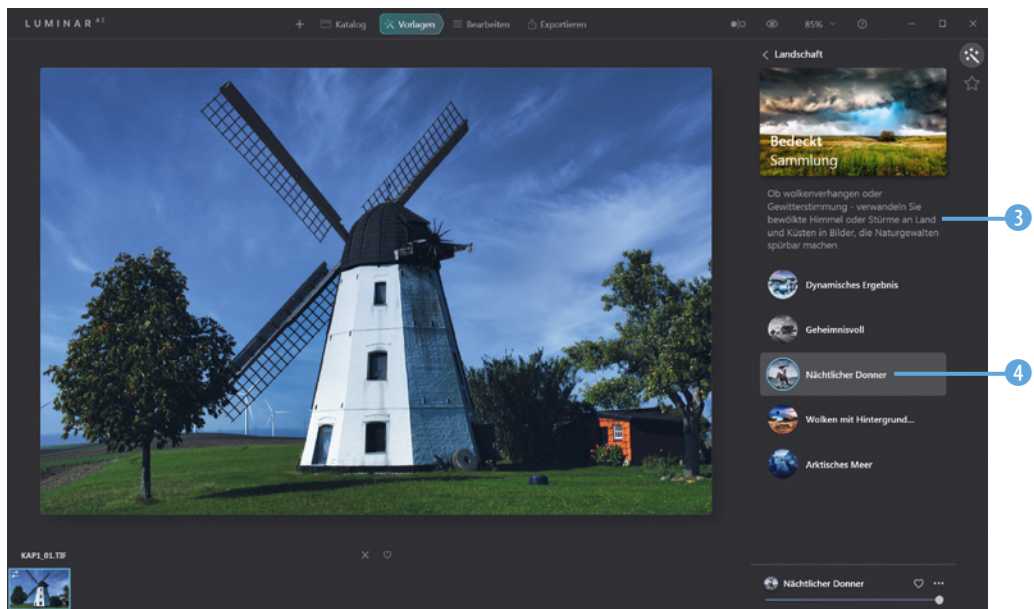 LUMINAR AI
Katalog
Vorlagen
Bearbeiten
Exportieren
85%
Landschaft
Bedeckt
Sammlung
Ob wolkenverhangen oder
Gewitterstimmung - verwandeln Sie
bewölkte Himmel oder Stürme an Land
und Küsten in Bilder, die Naturgewalten
spürbar machen
3
Dynamisches Ergebnis
Geheimnisvoll
Nächtlicher Donner
4
Wolken mit Hintergrund...
Arktisches Meer
KAP1_01.TIF
Nächtlicher Donner